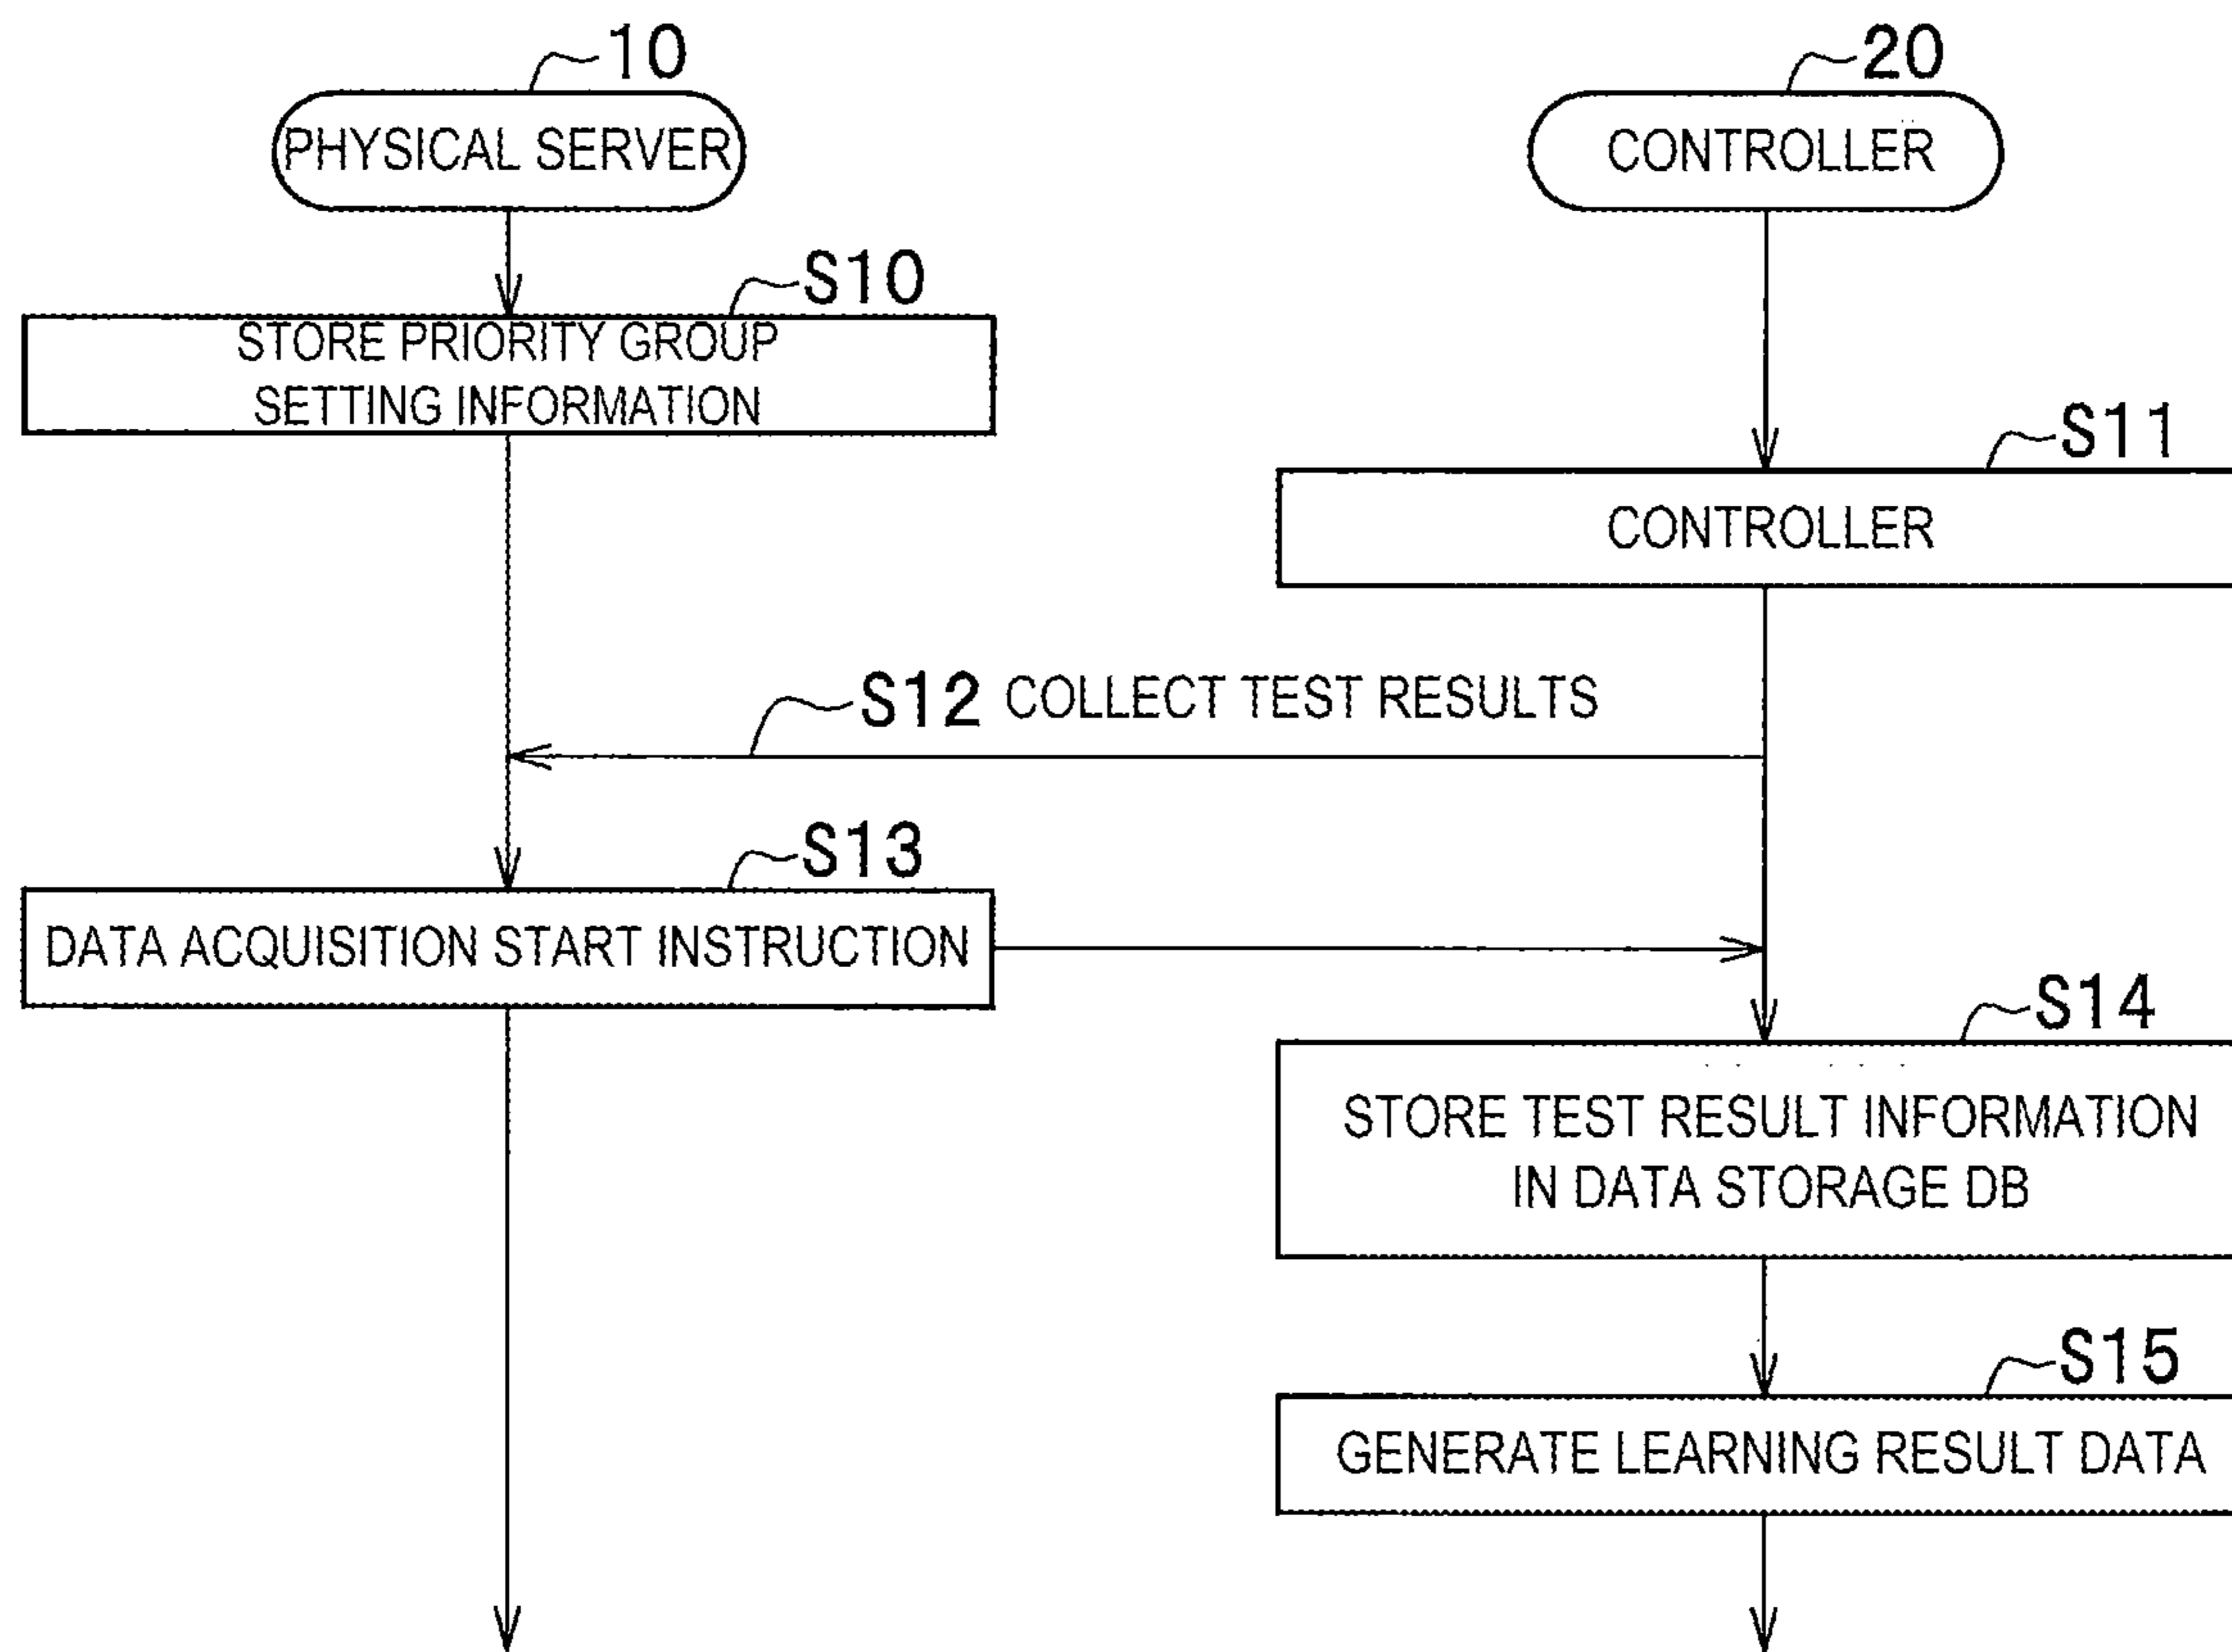 10
20
PHYSICAL SERVER
CONTROLLER
S10
STORE PRIORITY GROUP
SETTING INFORMATION
S11
CONTROLLER
S12 COLLECT TEST RESULTS
S13
DATA ACQUISITION START INSTRUCTION
S14
STORE TEST RESULT INFORMATION
IN DATA STORAGE DB
S15
GENERATE LEARNING RESULT DATA